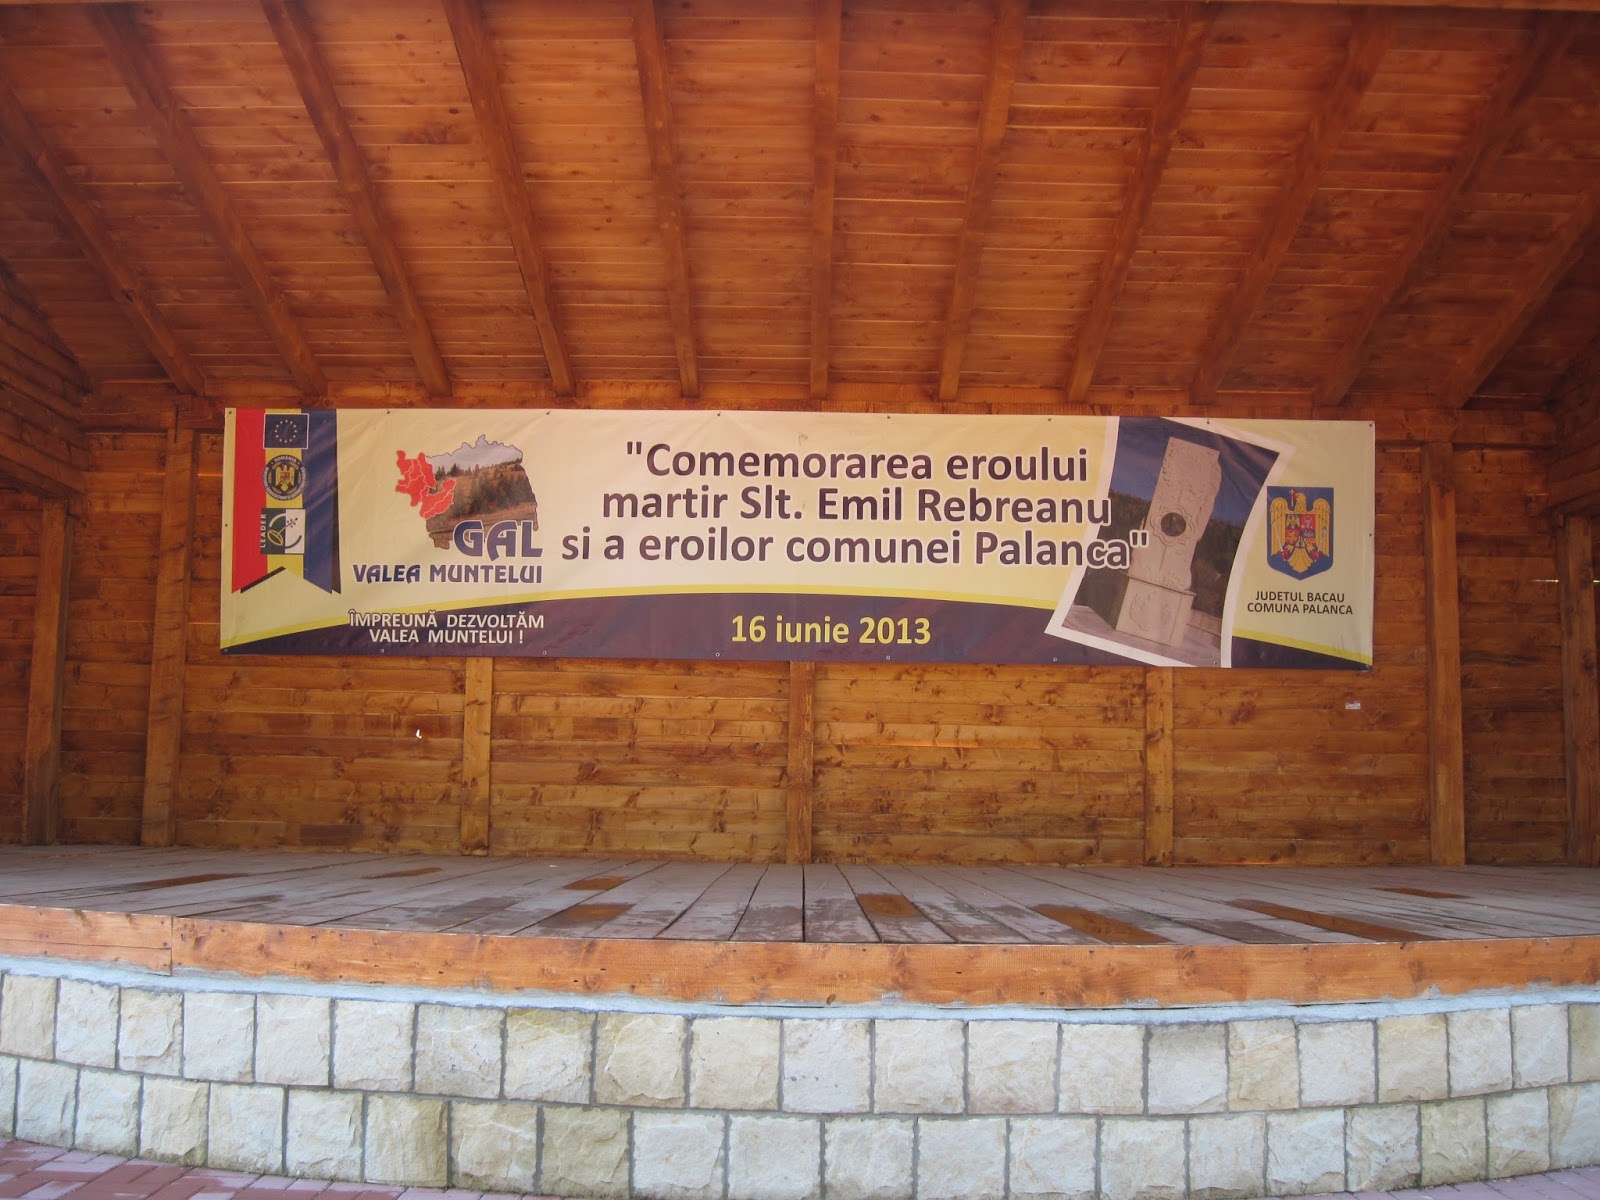 "Comemorarea eroului
martir Slt. Emil Rebreanu
si a eroilor comunei Palanca"
16 iunie 2013
LEADER
GAL
VALEA MUNTELUI
ÎMPREUNĂ DEZVOLTĂM
VALEA MUNTELUI !
JUDETUL BACAU
COMUNA PALANCA